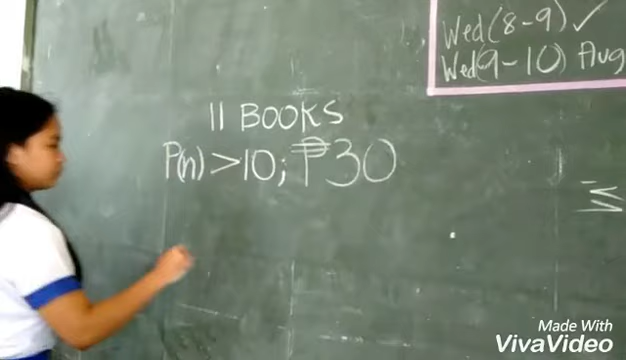 Wed(8-9) ✓
Wed(9-10) Aug
11 BOOKS
P(n) >10; ₱30
≤
Made With
VivaVideo